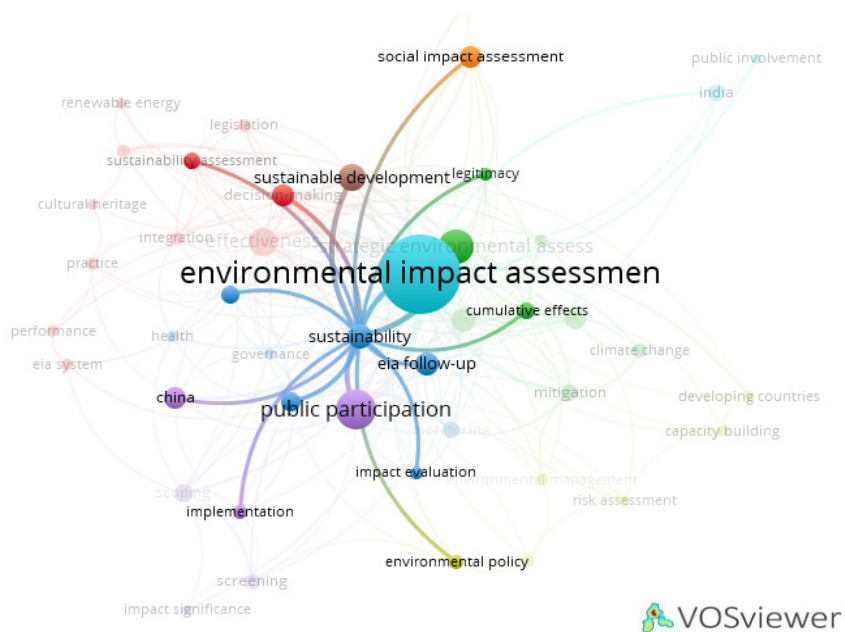 social impact assessment
public involvement
india
renewable energy
legislation
sustainability assessment
sustainable development
legitimacy
decision-making
cultural heritage
integration
effectiveness
strategic environmental assess
practice
environmental impact assessmen
cumulative effects
performance
health
sustainability
governance
climate change
eia system
eia follow-up
china
mitigation
developing countries
public participation
capacity building
impact evaluation
environmental management
scoping
risk assessment
implementation
environmental policy
screening
impact significance
VOSviewer